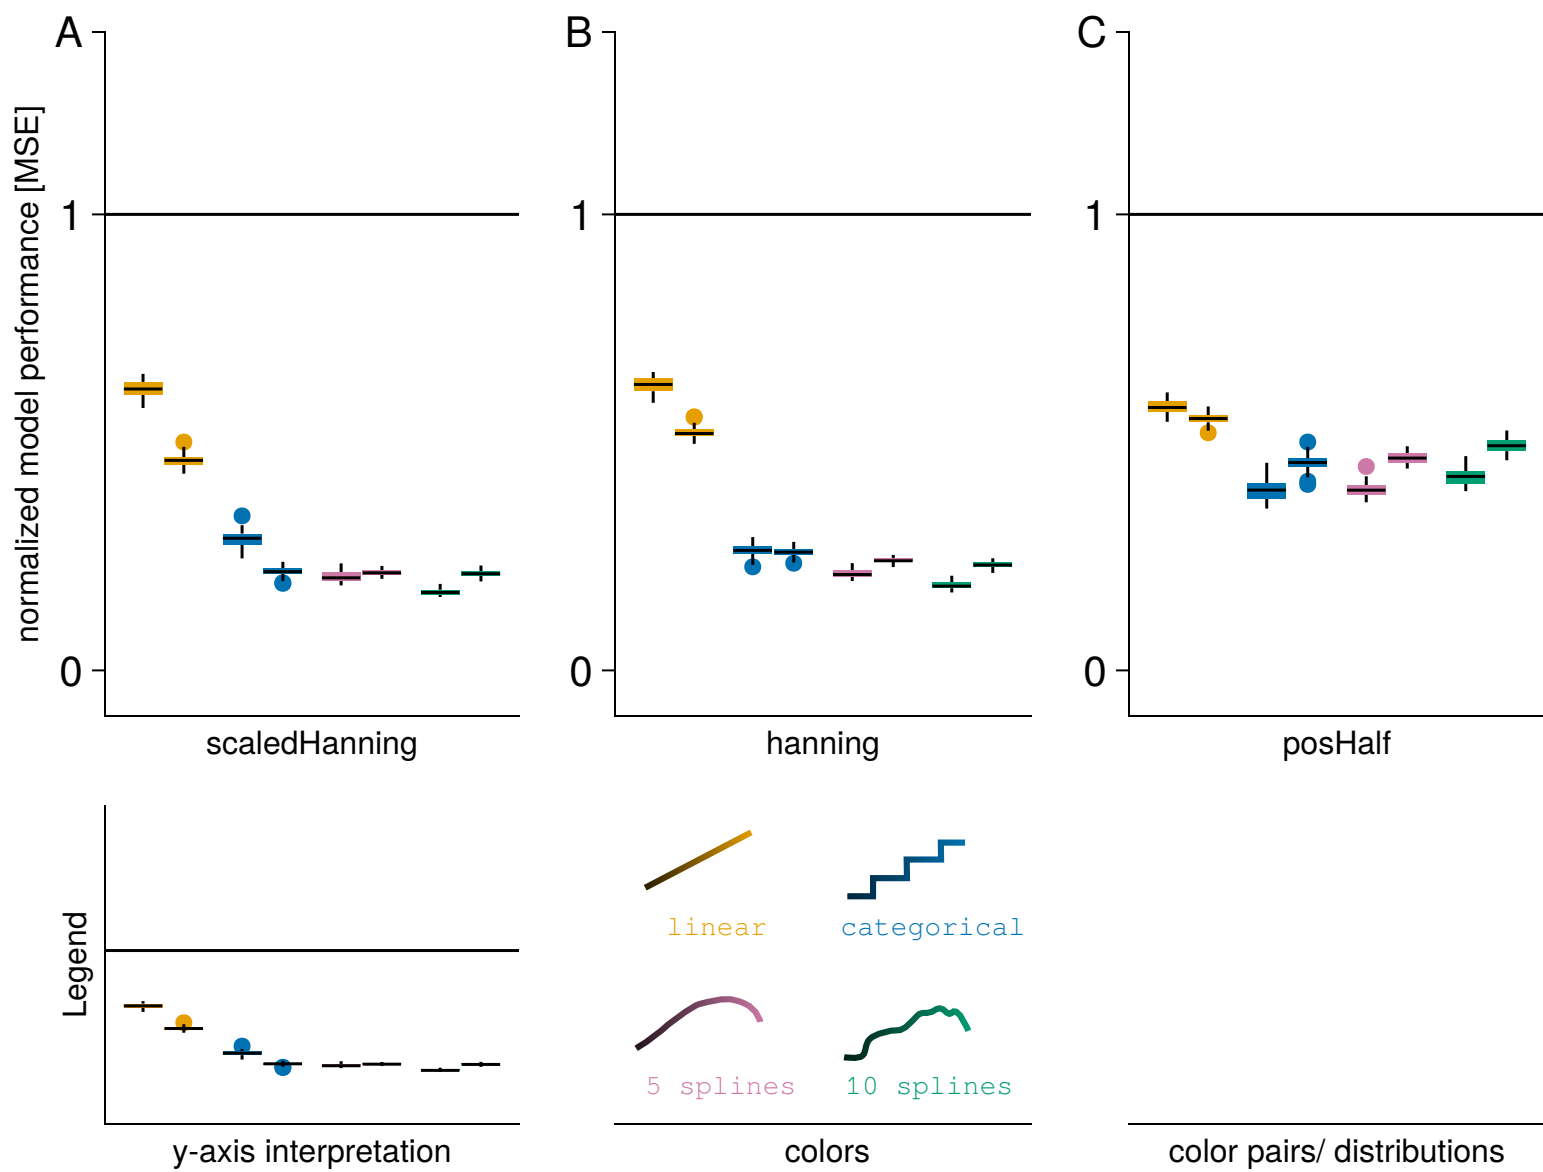 A
B
C
normalized model performance [MSE]
1
0
1
0
1
0
scaledHanning
hanning
posHalf
Legend
linear
categorical
5 splines
10 splines
y-axis interpretation
colors
color pairs/ distributions